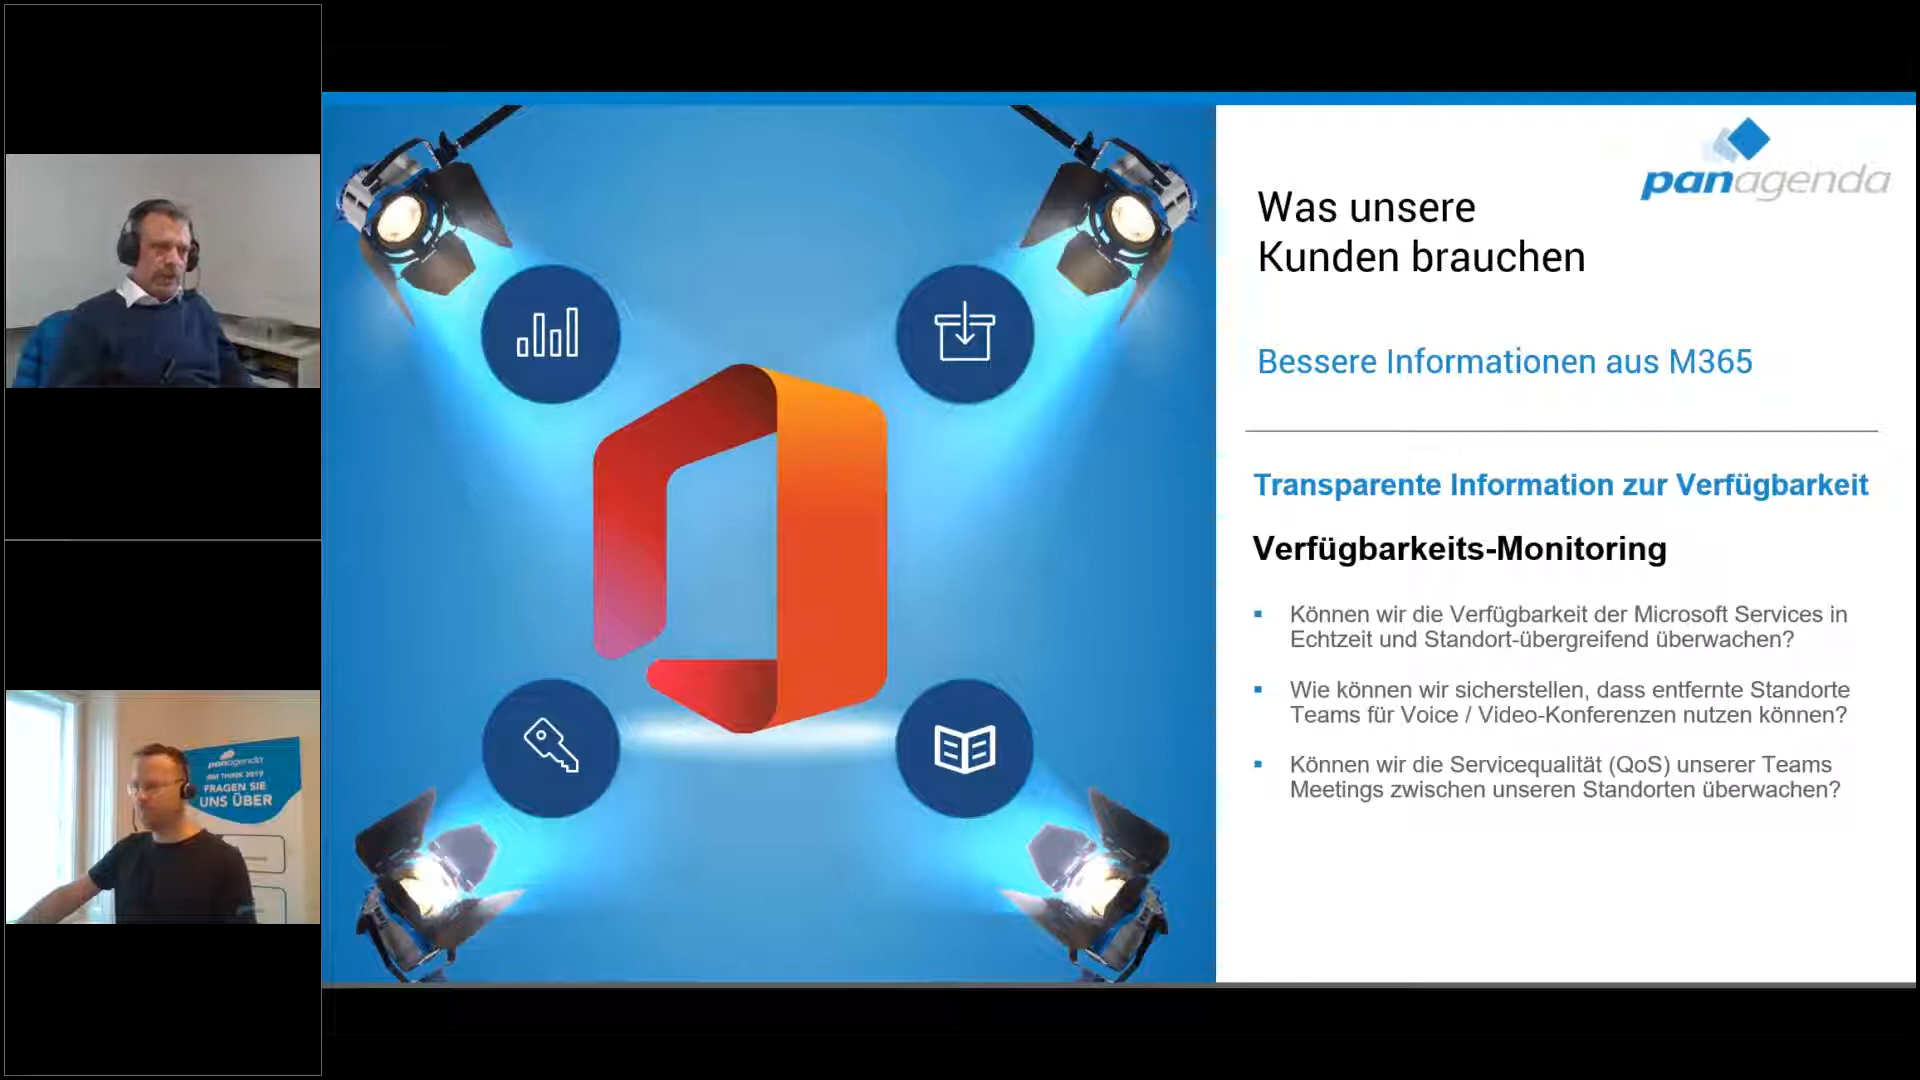 panagenda
Was unsere
Kunden brauchen
Bessere Informationen aus M365
Transparente Information zur Verfügbarkeit
Verfügbarkeits-Monitoring
Können wir die Verfügbarkeit der Microsoft Services in
Echtzeit und Standort-übergreifend überwachen?
Wie können wir sicherstellen, dass entfernte Standorte
Teams für Voice / Video-Konferenzen nutzen können?
Können wir die Servicequalität (QoS) unserer Teams
Meetings zwischen unseren Standorten überwachen?
panagenda
IBM THINK 2019
FRAGEN SIE
UNS ÜBER